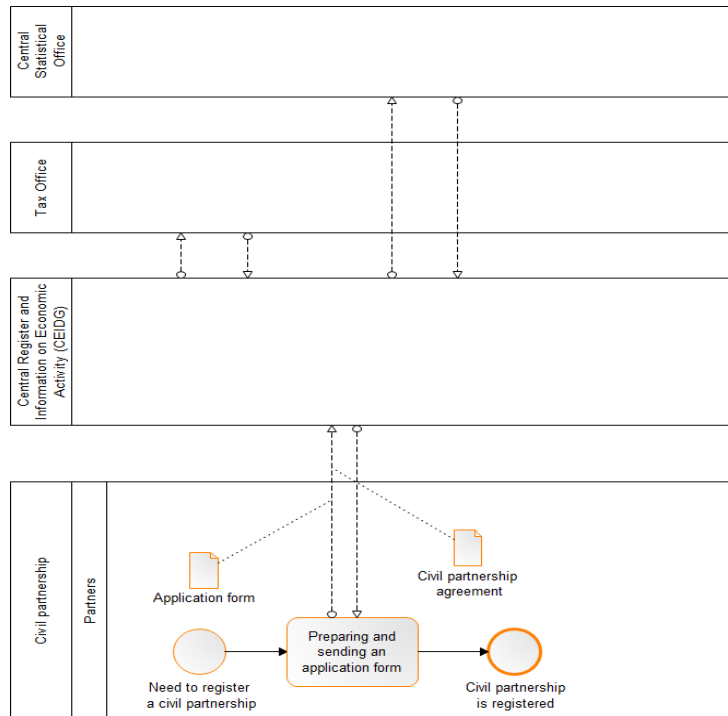 Central
Statistical
Office
Tax Office
Central Register and
Information on Economic
Activity (CEIDG)
Civil partnership
Partners
Application form
Civil partnership
agreement
Preparing and
sending an
application form
Need to register
a civil partnership
Civil partnership
is registered